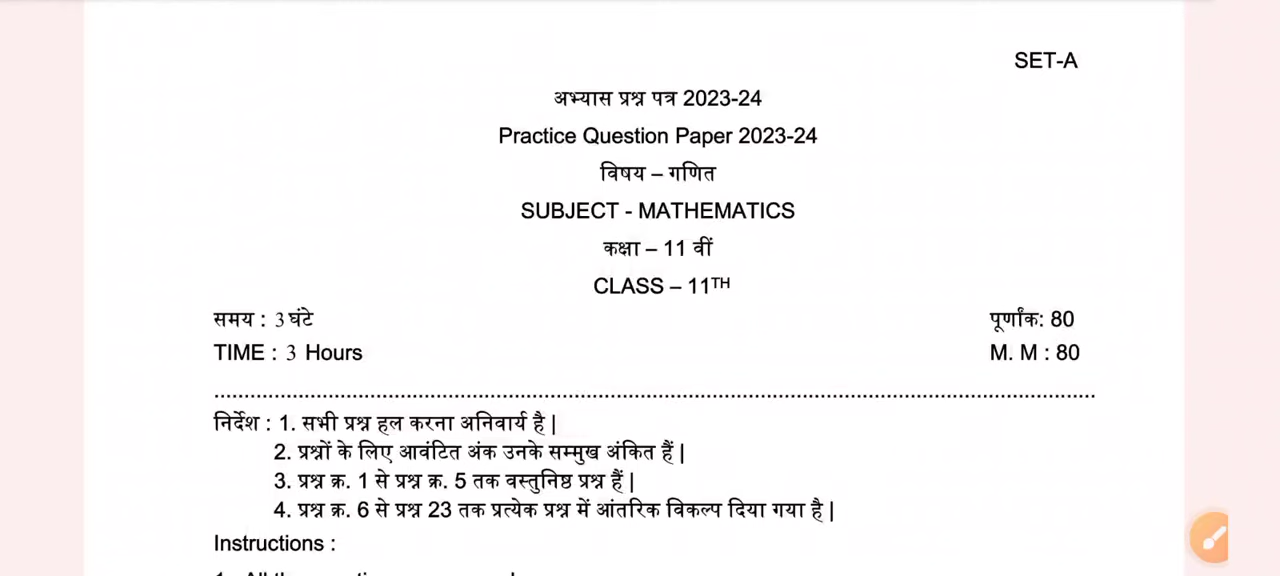 SET-A
अभ्यास प्रश्न पत्र 2023-24
Practice Question Paper 2023-24
विषय – गणित
SUBJECT - MATHEMATICS
कक्षा – 11 वीं
CLASS – 11TH
समय : 3 घंटे पूर्णांक: 80
TIME : 3 Hours M. M : 80
निर्देश : 1. सभी प्रश्न हल करना अनिवार्य है |
2. प्रश्नों के लिए आवंटित अंक उनके सम्मुख अंकित हैं |
3. प्रश्न क्र. 1 से प्रश्न क्र. 5 तक वस्तुनिष्ठ प्रश्न हैं |
4. प्रश्न क्र. 6 से प्रश्न 23 तक प्रत्येक प्रश्न में आंतरिक विकल्प दिया गया है |
Instructions :